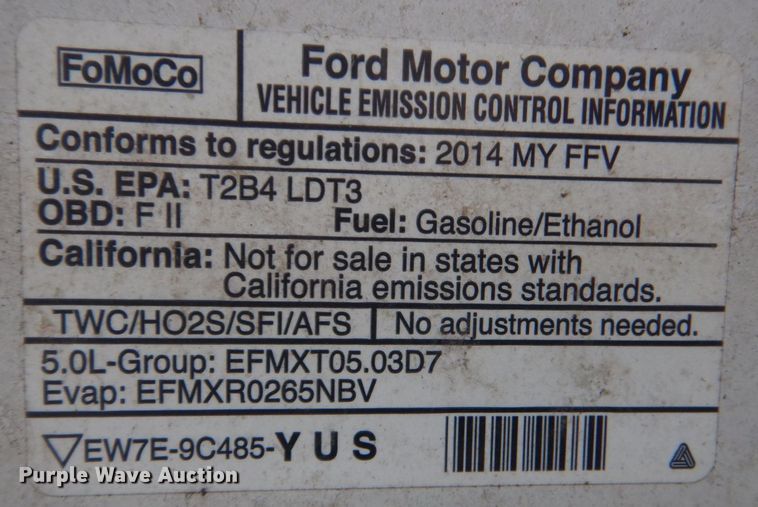 FoMoCo
Ford Motor Company
VEHICLE EMISSION CONTROL INFORMATION
Conforms to regulations: 2014 MY FFV
U.S. EPA: T2B4 LDT3
OBD: F II Fuel: Gasoline/Ethanol
California: Not for sale in states with
California emissions standards.
TWC/HO2S/SFI/AFS No adjustments needed.
5.0L-Group: EFMXT05.03D7
Evap: EFMXR0265NBV
EW7E-9C485-YUS
Purple Wave Auction